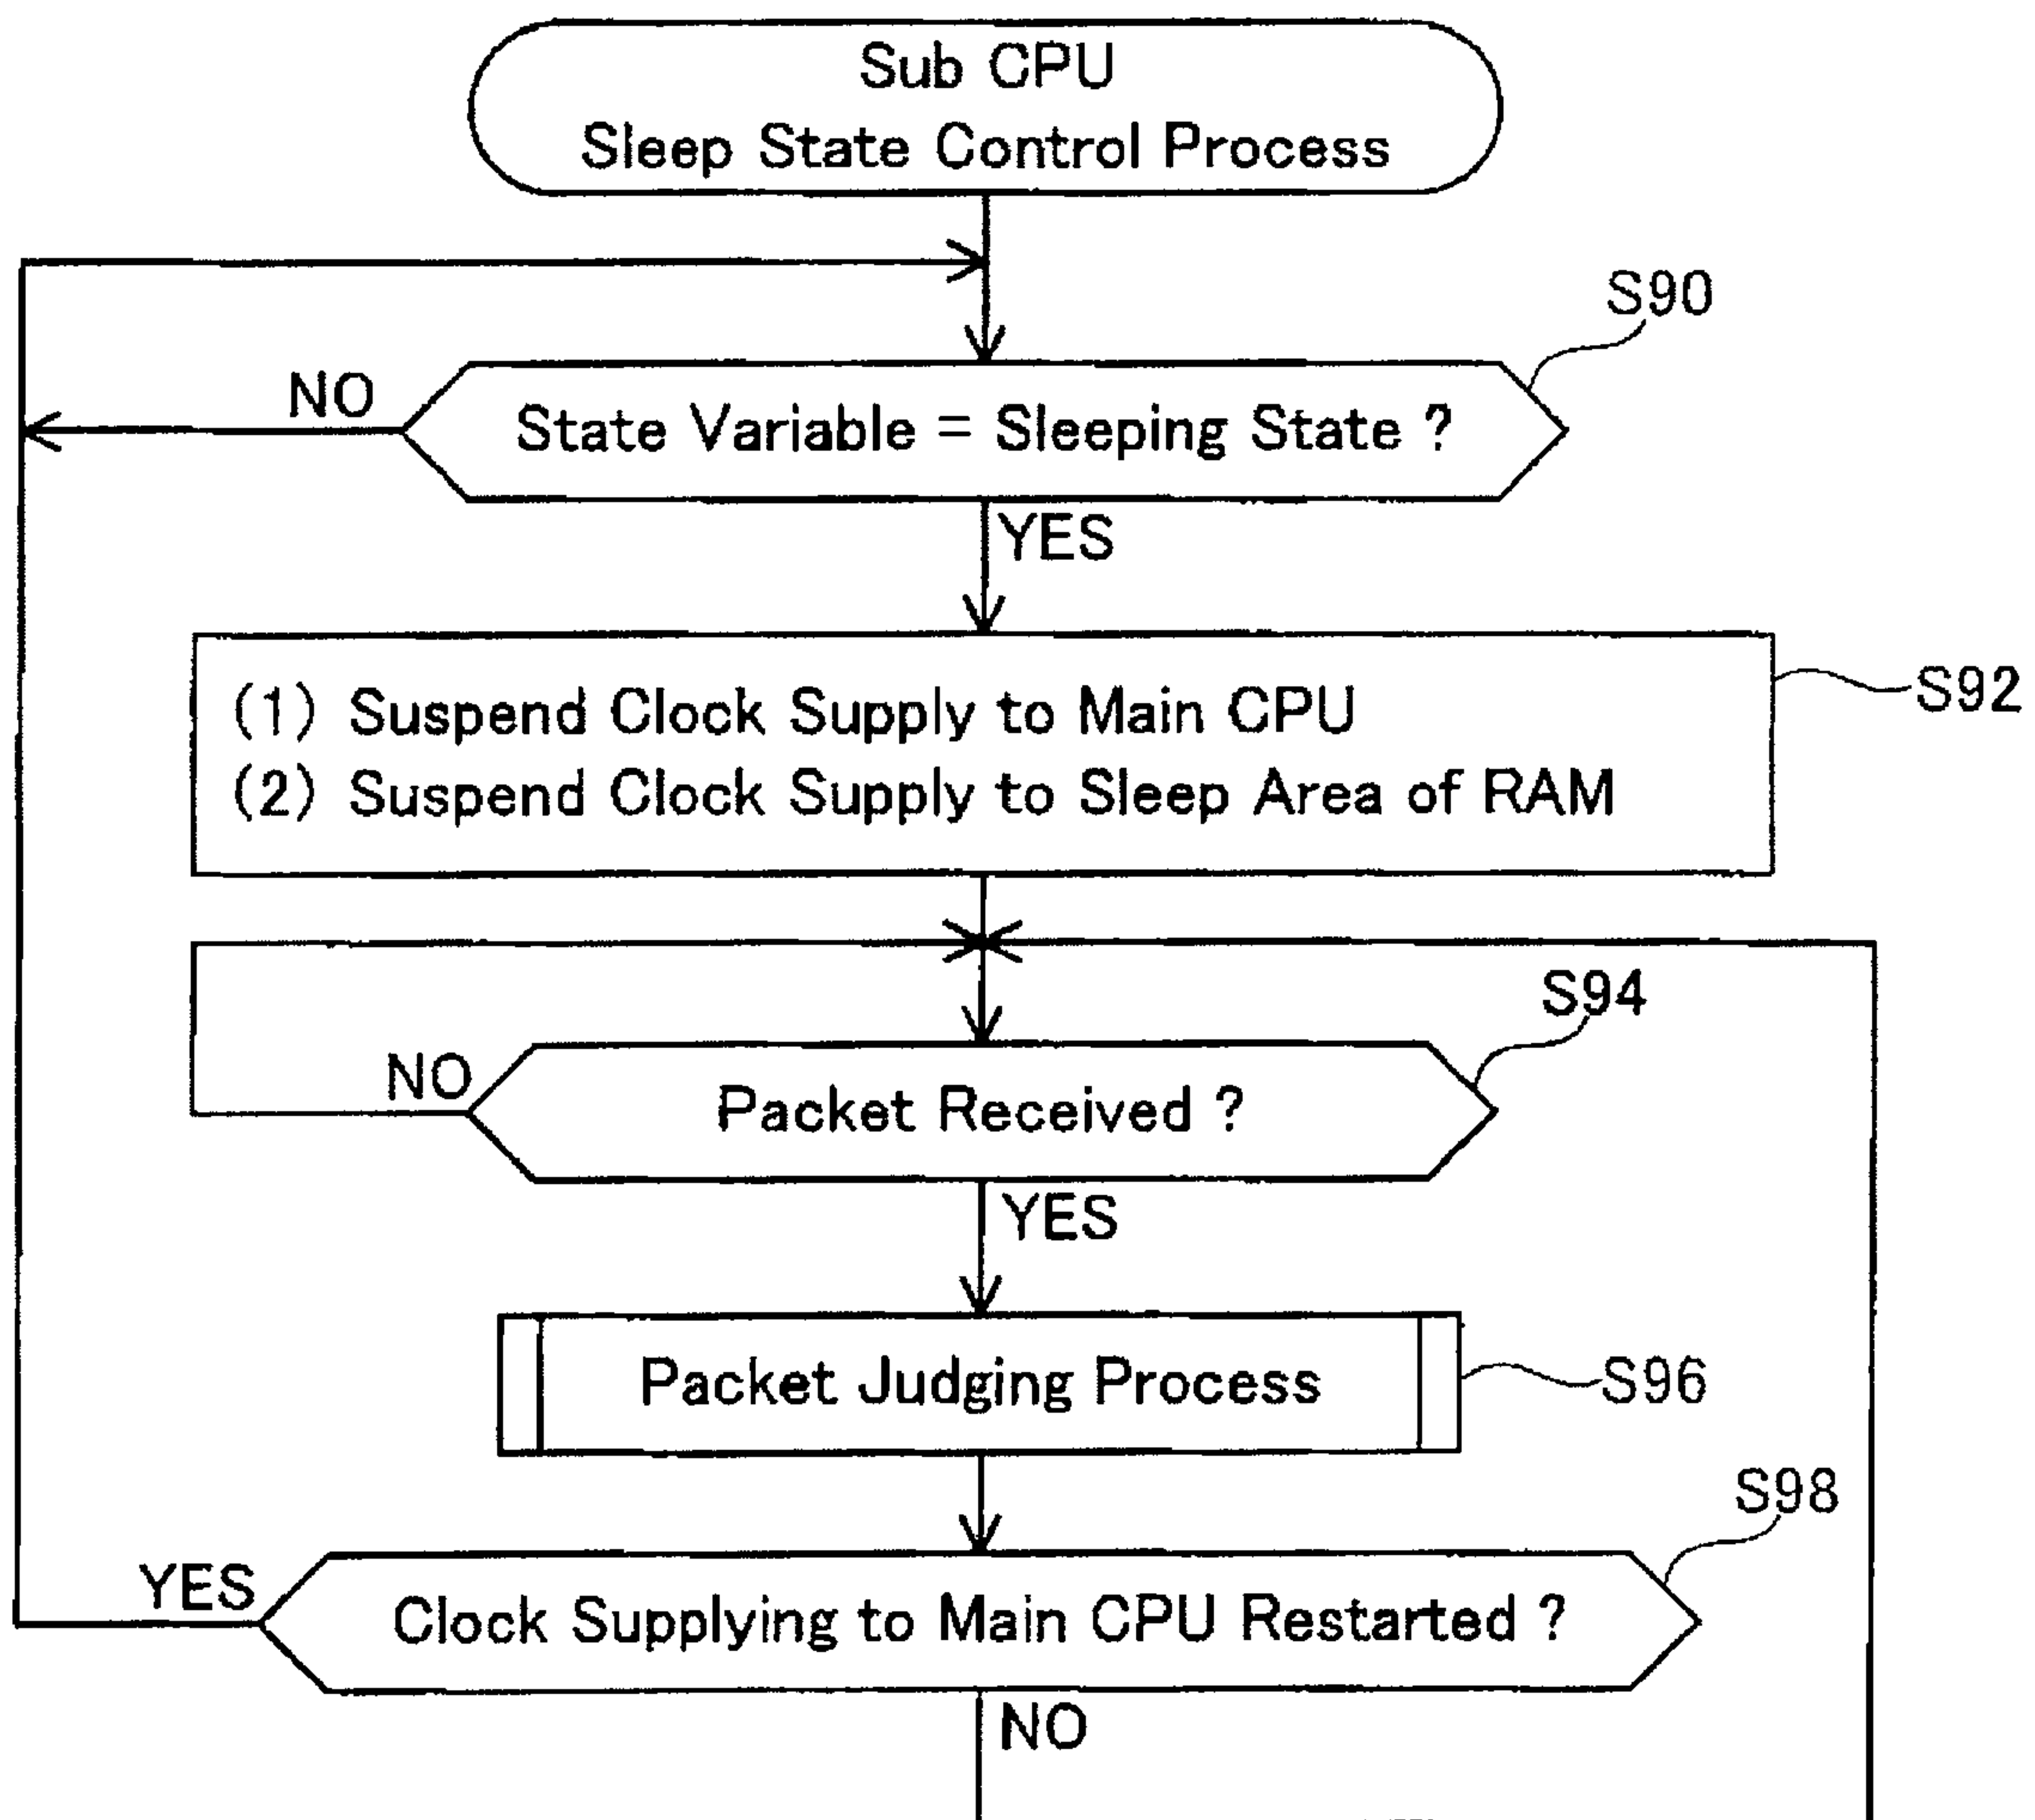 Sub CPU
Sleep State Control Process
S90
NO
State Variable = Sleeping State ?
YES
S92
(1) Suspend Clock Supply to Main CPU
(2) Suspend Clock Supply to Sleep Area of RAM
S94
NO
Packet Received ?
YES
Packet Judging Process
S96
S98
YES
Clock Supplying to Main CPU Restarted ?
NO